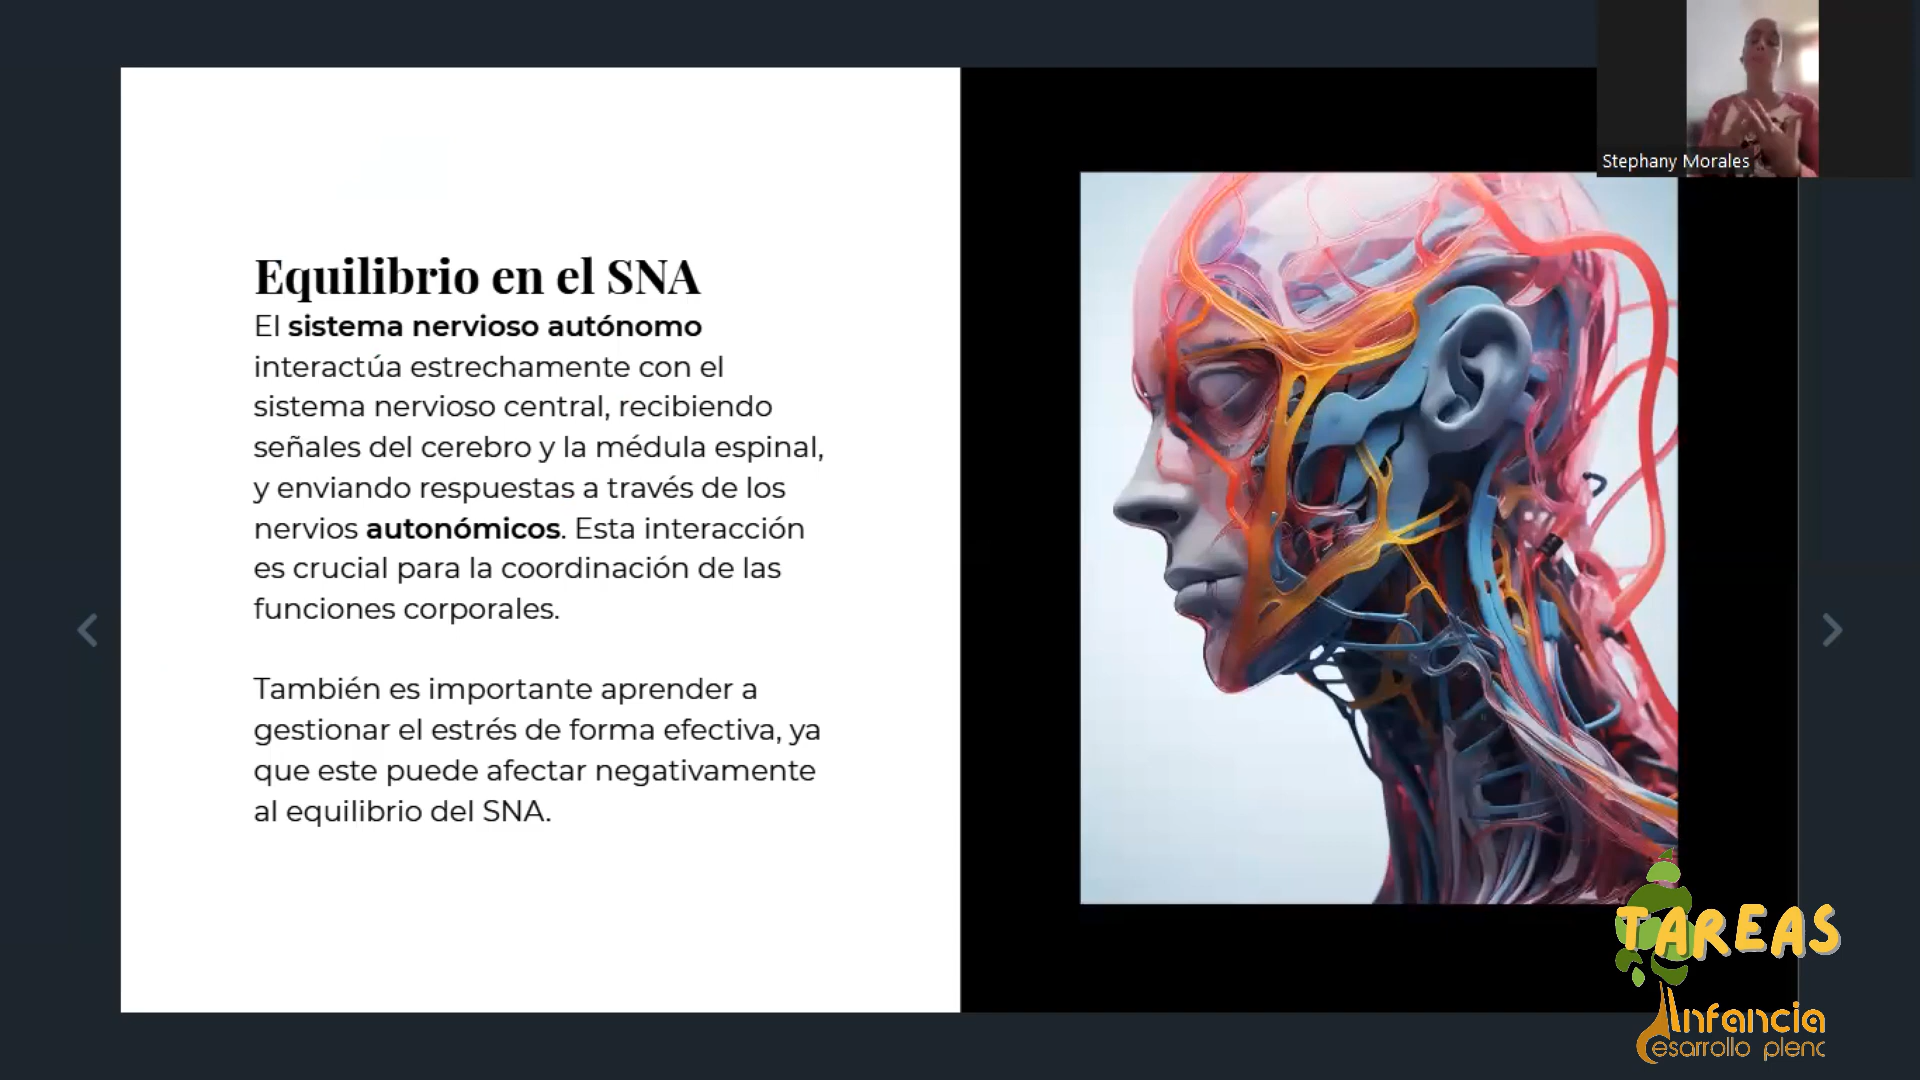 Stephany Morales
Equilibrio en el SNA
El sistema nervioso autónomo
interactúa estrechamente con el
sistema nervioso central, recibiendo
señales del cerebro y la médula espinal,
y enviando respuestas a través de los
nervios autonómicos. Esta interacción
es crucial para la coordinación de las
funciones corporales.
También es importante aprender a
gestionar el estrés de forma efectiva, ya
que este puede afectar negativamente
al equilibrio del SNA.
TAREAS
Infancia
Desarrollo pleno